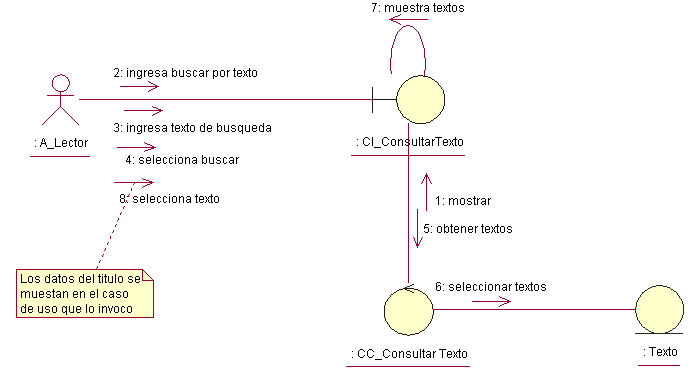 7: muestra textos
2: ingresa buscar por texto
3: ingresa texto de busqueda
: A_Lector
: CI_ConsultarTexto
4: selecciona buscar
8: selecciona texto
1: mostrar
5: obtener textos
Los datos del titulo se
muestan en el caso
de uso que lo invoco
6: seleccionar textos
: CC_Consultar Texto
: Texto